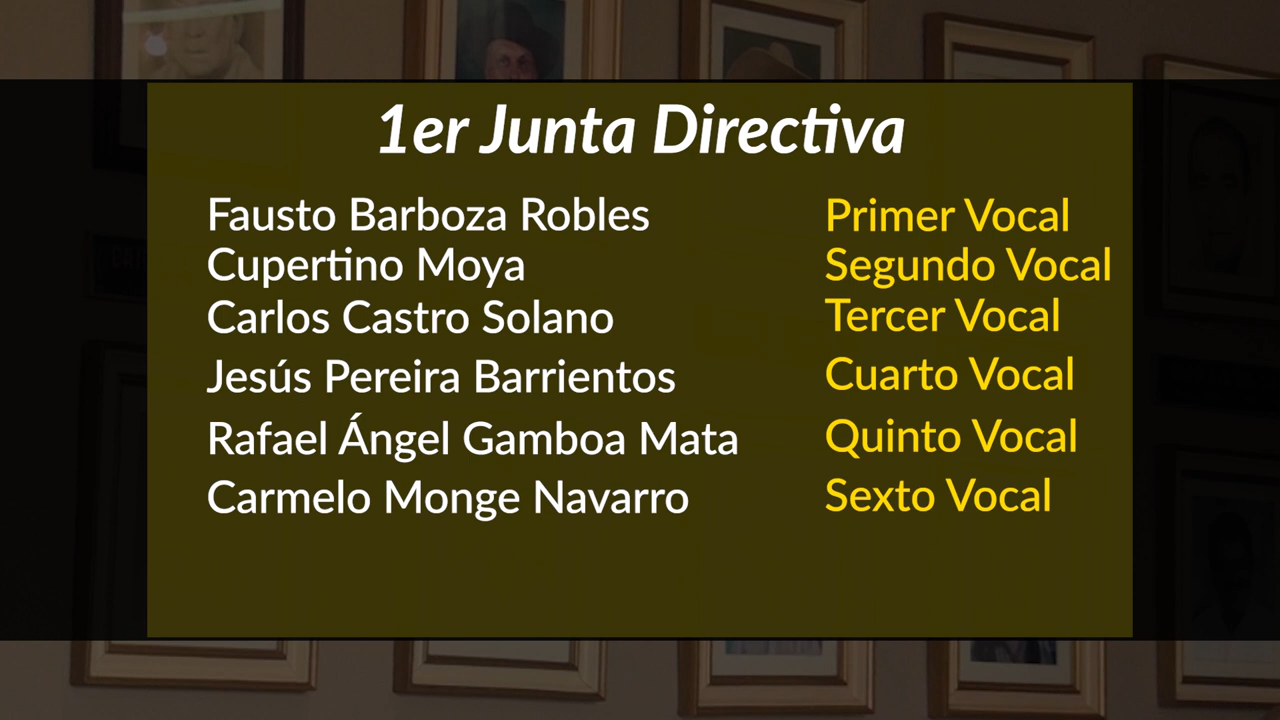 1er Junta Directiva
Fausto Barboza Robles Primer Vocal
Cupertino Moya Segundo Vocal
Carlos Castro Solano Tercer Vocal
Jesús Pereira Barrientos Cuarto Vocal
Rafael Ángel Gamboa Mata Quinto Vocal
Carmelo Monge Navarro Sexto Vocal